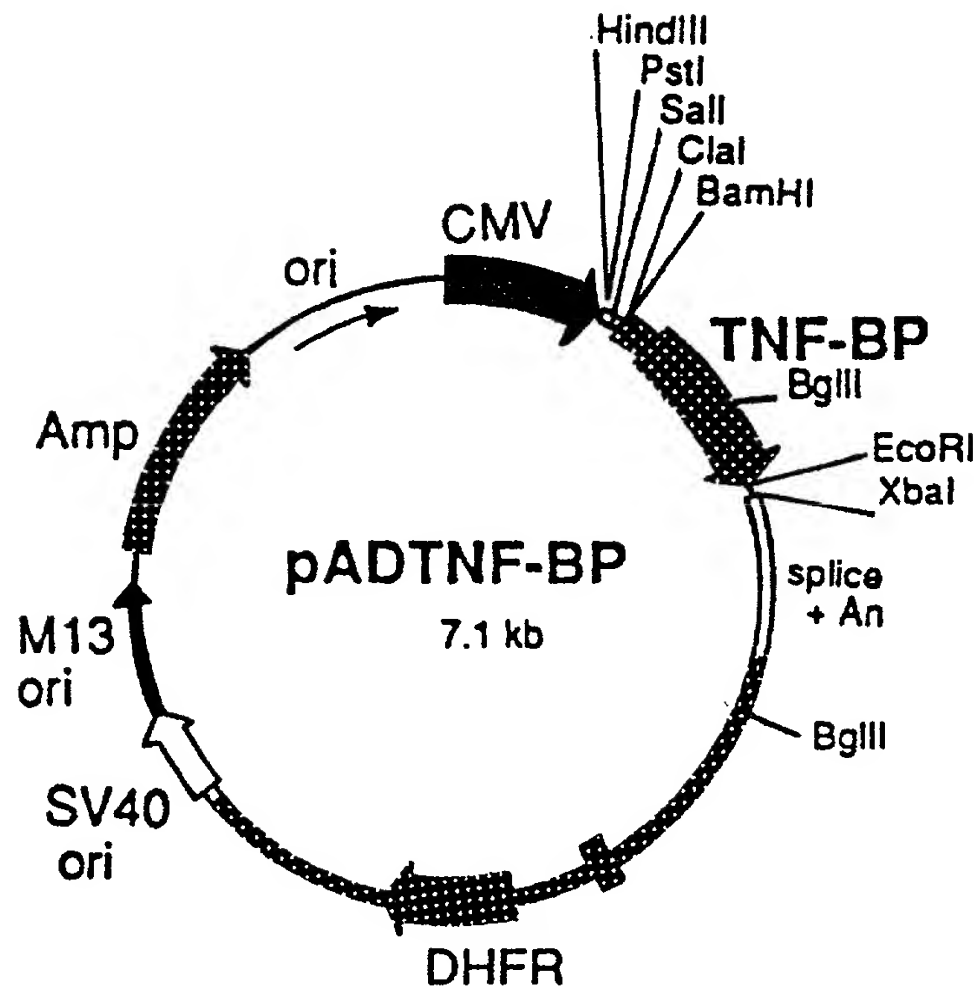 HindIII
PstI
SalI
ClaI
BamHI
CMV
ori
TNF-BP
BglII
Amp
EcoRI
XbaI
pADTNF-BP
7.1 kb
splice
+ An
M13
ori
BglII
SV40
ori
DHFR